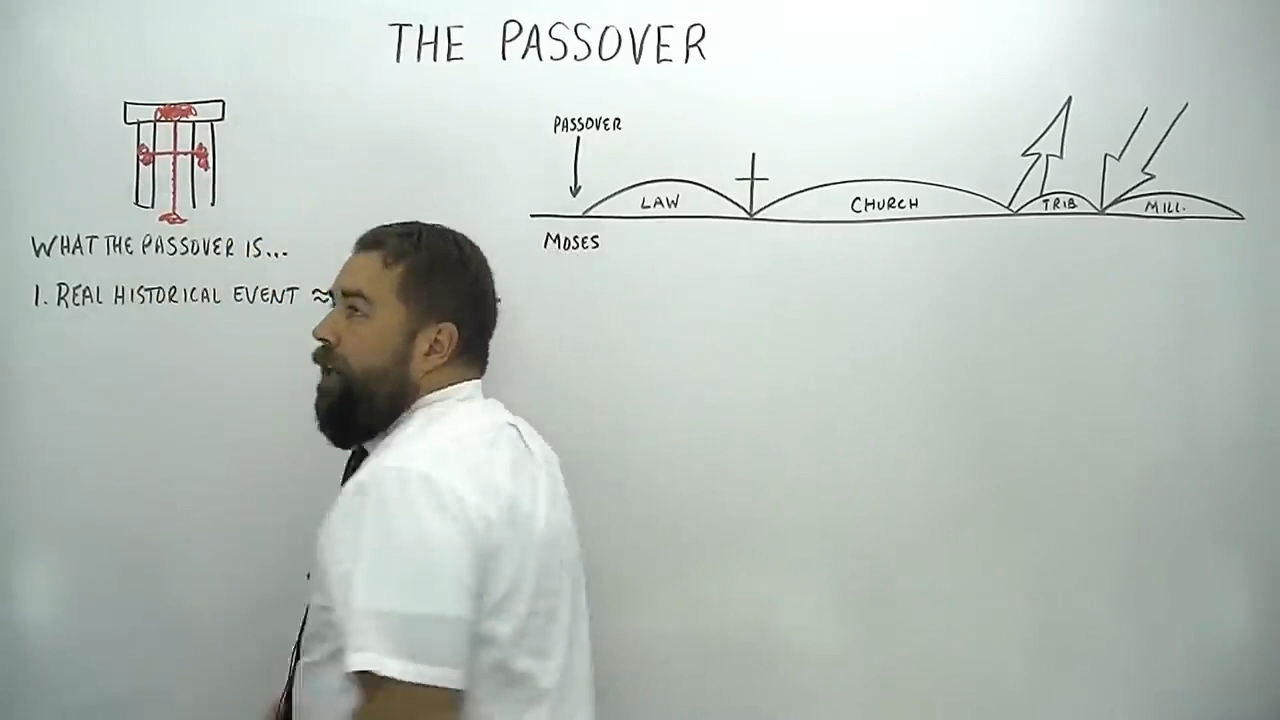 THE PASSOVER
PASSOVER
LAW
CHURCH
TRIB
MILL.
MOSES
WHAT THE PASSOVER IS...
1. REAL HISTORICAL EVENT ≈